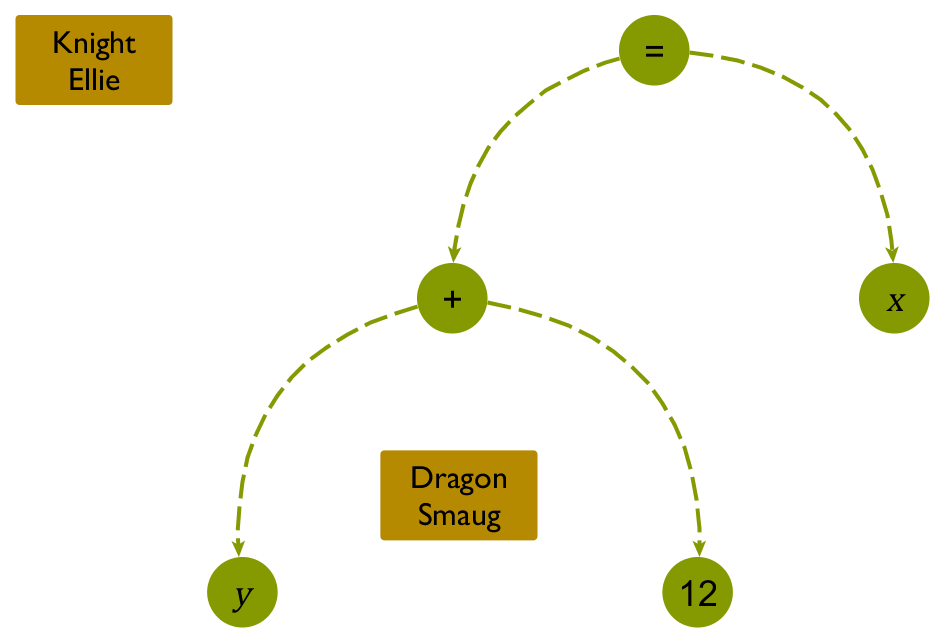 Knight
Ellie
=
+
x
Dragon
Smaug
y
12